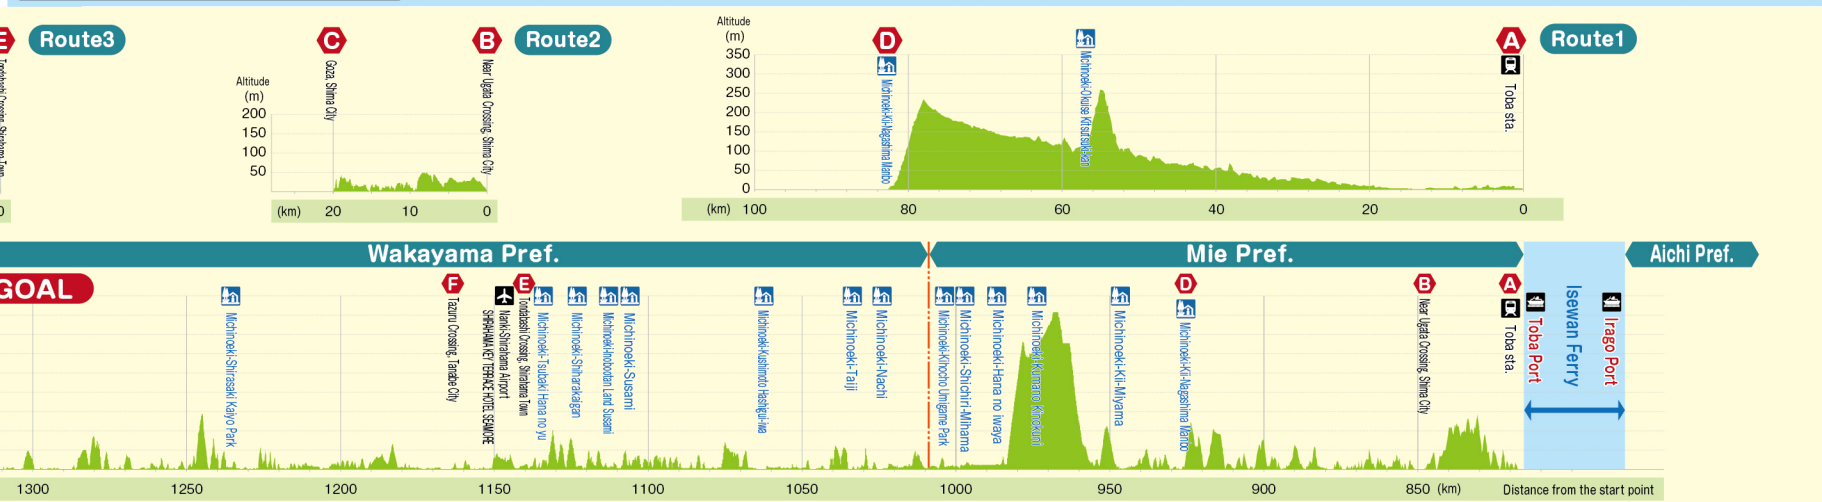 Route3
C
B
Route2
Altitude
(m)
D
A
Route1
Goza, Shima City
Near Ugata Crossing, Shima City
Michinoeki-Kii-Nagashima Manbo
Michinoeki-Okuise Kitsutsuki-kan
Toba sta.
Altitude
(m)
200
150
100
50
350
300
250
200
150
100
50
0
(km) 20 10 0
(km) 100 80 60 40 20 0
Wakayama Pref.
Mie Pref.
Aichi Pref.
GOAL
F
E
D
B
A
Michinoeki-Shirasaki Kaiyo Park
Tazuru Crossing, Tanabe City
SHIRAHAMA KEY TERRACE HOTEL SEAMORE
Nanki-Shirahama Airport
Tondabashi Crossing, Shirahama Town
Michinoeki-Tsubaki Hana no yu
Michinoeki-Shiharakaigan
Michinoeki-Inobootan Land Susami
Michinoeki-Susami
Michinoeki-Kushimoto Hashigui-iwa
Michinoeki-Taiji
Michinoeki-Nachi
Michinoeki-Kihocho Umigame Park
Michinoeki-Shichiri-Mihama
Michinoeki-Hana no iwaya
Michinoeki-Kumano Kinokuni
Michinoeki-Kii-Miyama
Michinoeki-Kii-Nagashima Manbo
Near Ugata Crossing, Shima City
Toba sta.
Toba Port
Isewan Ferry
Irago Port
1300 1250 1200 1150 1100 1050 1000 950 900 850 (km) Distance from the start point